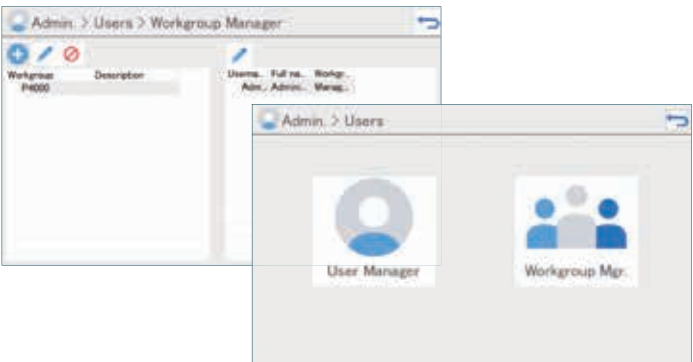 Admin. > Users > Workgroup Manager
Workgroup Description
P4000
Userna.. Full na.. Workgr..
Adm.. Admini.. Manag..
Admin. > Users
User Manager
Workgroup Mgr.